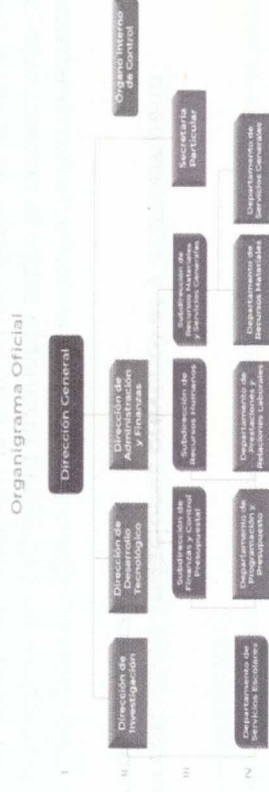 Organigrama Oficial
I
Dirección General
II
Dirección de
Investigación
Dirección de
Desarrollo
Tecnológico
Dirección de
Administración
y Finanzas
Órgano Interno
de Control
III
Subdirección de
Finanzas y Control
Presupuestal
Subdirección de
Recursos Humanos
Subdirección de
Recursos Materiales
y Servicios Generales
Secretaría
Particular
IV
Departamento de
Servicios Escolares
Departamento de
Programación y
Presupuesto
Departamento de
Prestaciones y
Relaciones Laborales
Departamento de
Recursos Materiales
Departamento de
Servicios Generales